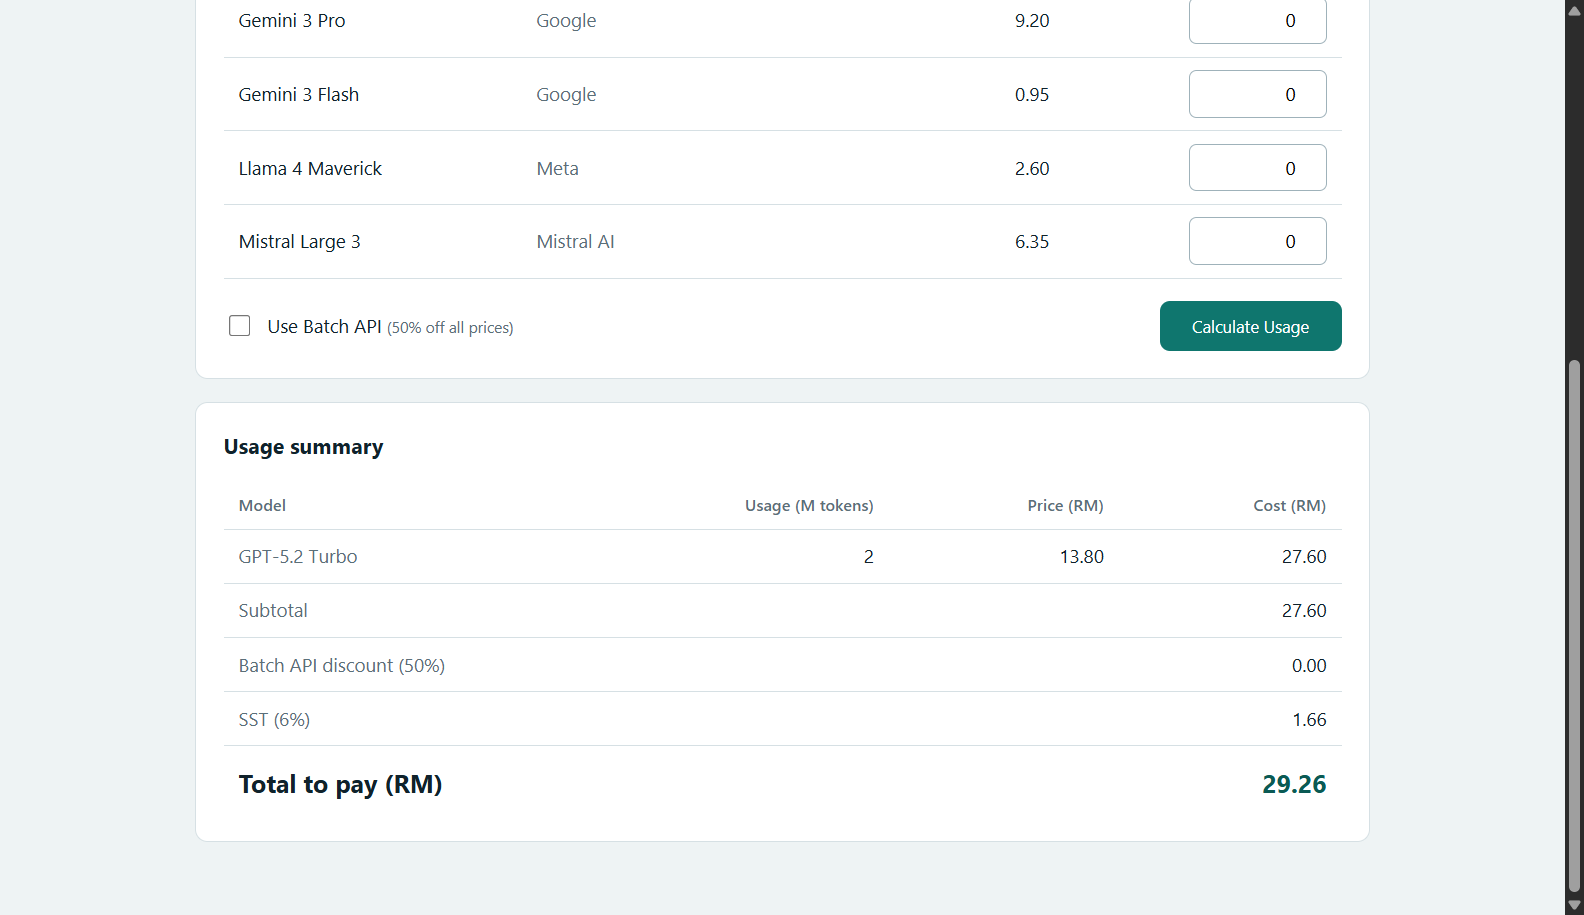 Gemini 3 Pro Google 9.20 0
Gemini 3 Flash Google 0.95 0
Llama 4 Maverick Meta 2.60 0
Mistral Large 3 Mistral AI 6.35 0
Use Batch API (50% off all prices) Calculate Usage
Usage summary
Model Usage (M tokens) Price (RM) Cost (RM)
GPT-5.2 Turbo 2 13.80 27.60
Subtotal 27.60
Batch API discount (50%) 0.00
SST (6%) 1.66
Total to pay (RM) 29.26